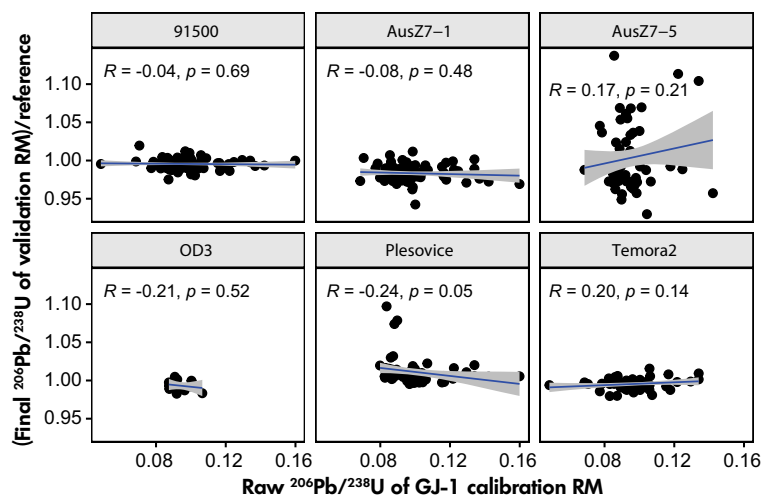 91500
AusZ7−1
AusZ7−5
R = -0.04, p = 0.69
R = -0.08, p = 0.48
R = 0.17, p = 0.21
1.10
1.05
1.00
0.95
OD3
Plesovice
Temora2
R = -0.21, p = 0.52
R = -0.24, p = 0.05
R = 0.20, p = 0.14
1.10
1.05
1.00
0.95
0.08 0.12 0.16
0.08 0.12 0.16
0.08 0.12 0.16
Raw ²⁰⁶Pb/²³⁸U of GJ-1 calibration RM
(Final ²⁰⁶Pb/²³⁸U of validation RM)/reference